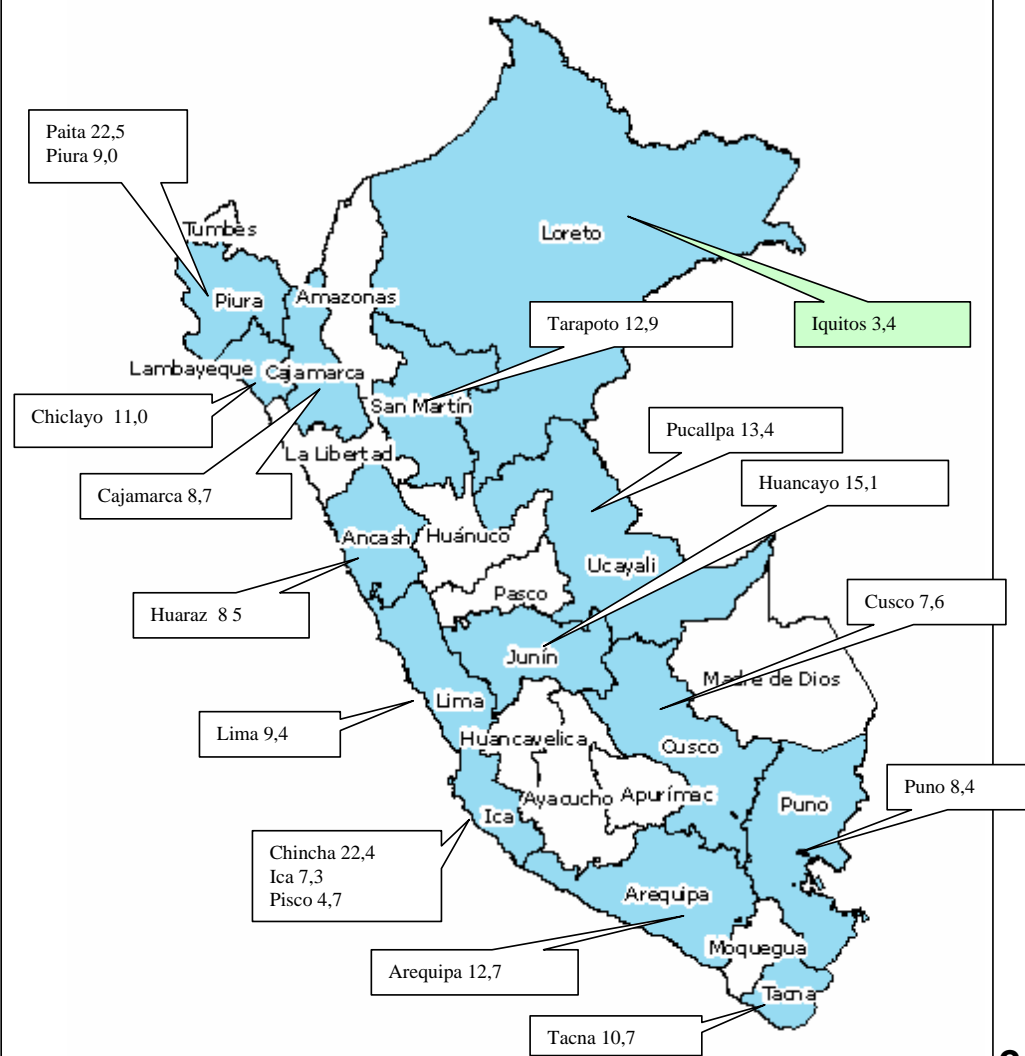 Paita 22,5
Piura 9,0
Tumbes
Loreto
Piura
Amazonas
Iquitos 3,4
Tarapoto 12,9
Lambayeque
Cajamarca
San Martín
Chiclayo 11,0
Pucallpa 13,4
La Libertad
Huancayo 15,1
Cajamarca 8,7
Ancash
Huánuco
Ucayali
Pasco
Cusco 7,6
Huaraz 8 5
Junín
Madre de Dios
Lima
Lima 9,4
Huancavelica
Cusco
Puno 8,4
Ayacucho
Apurímac
Puno
Ica
Chincha 22,4
Ica 7,3
Pisco 4,7
Arequipa
Moquegua
Arequipa 12,7
Tacna
Tacna 10,7